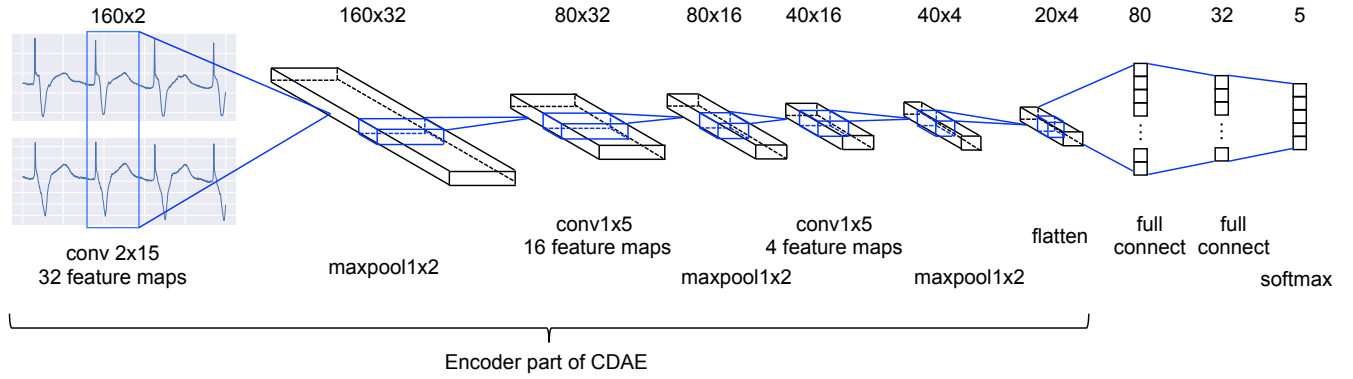 160x2 160x32 80x32 80x16 40x16 40x4 20x4 80 32 5
conv 2x15
32 feature maps
maxpool1x2
conv1x5
16 feature maps
maxpool1x2
conv1x5
4 feature maps
maxpool1x2
flatten
full
connect
full
connect
softmax
Encoder part of CDAE